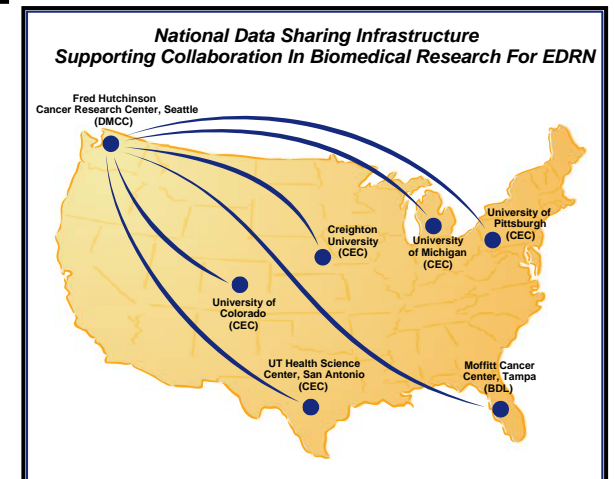 National Data Sharing Infrastructure
Supporting Collaboration In Biomedical Research For EDRN
Fred Hutchinson
Cancer Research Center, Seattle
(DMCC)
Creighton
University
(CEC)
University
of Michigan
(CEC)
University of
Pittsburgh
(CEC)
University of
Colorado
(CEC)
UT Health Science
Center, San Antonio
(CEC)
Moffitt Cancer
Center, Tampa
(BDL)